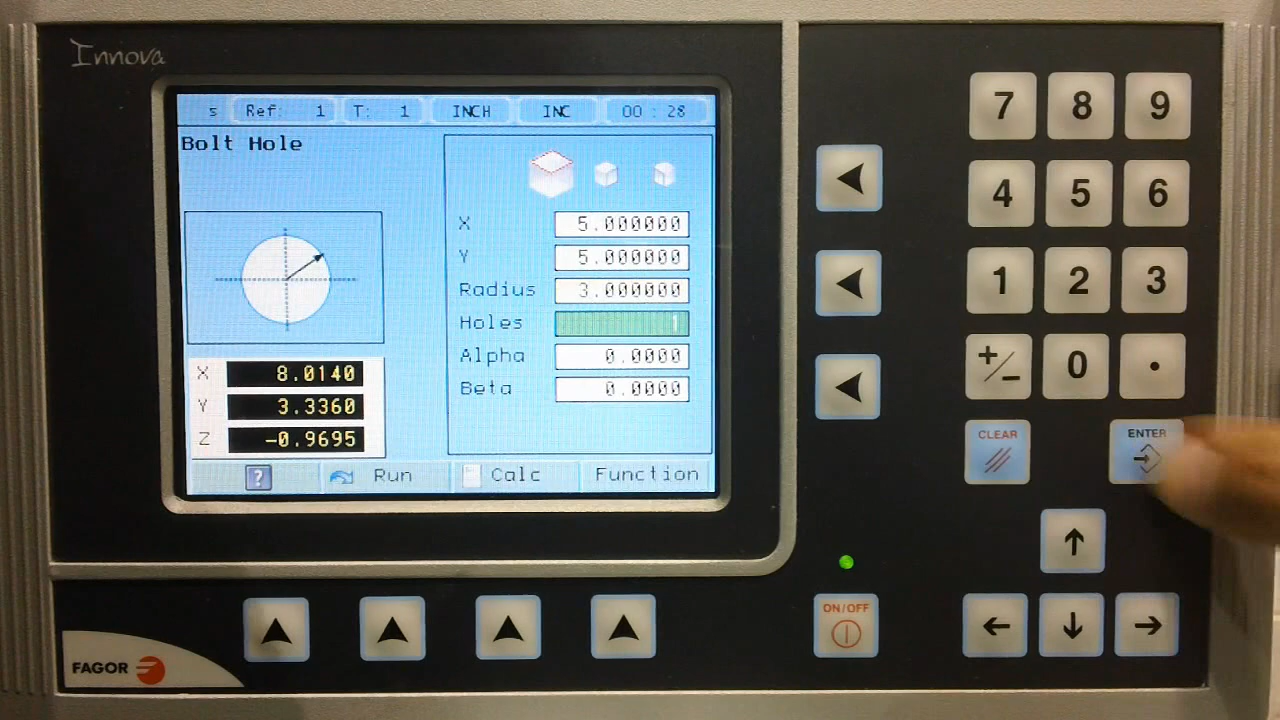 Innova
s Ref: 1 T: 1 INCH INC 00 : 28
Bolt Hole
X 5.000000
Y 5.000000
Radius 3.000000
Holes 1
Alpha 0.0000
Beta 0.0000
X 8.0140
Y 3.3360
Z -0.9695
? Run Calc Function
7 8 9
4 5 6
1 2 3
+/- 0 .
CLEAR ENTER
ON/OFF
FAGOR